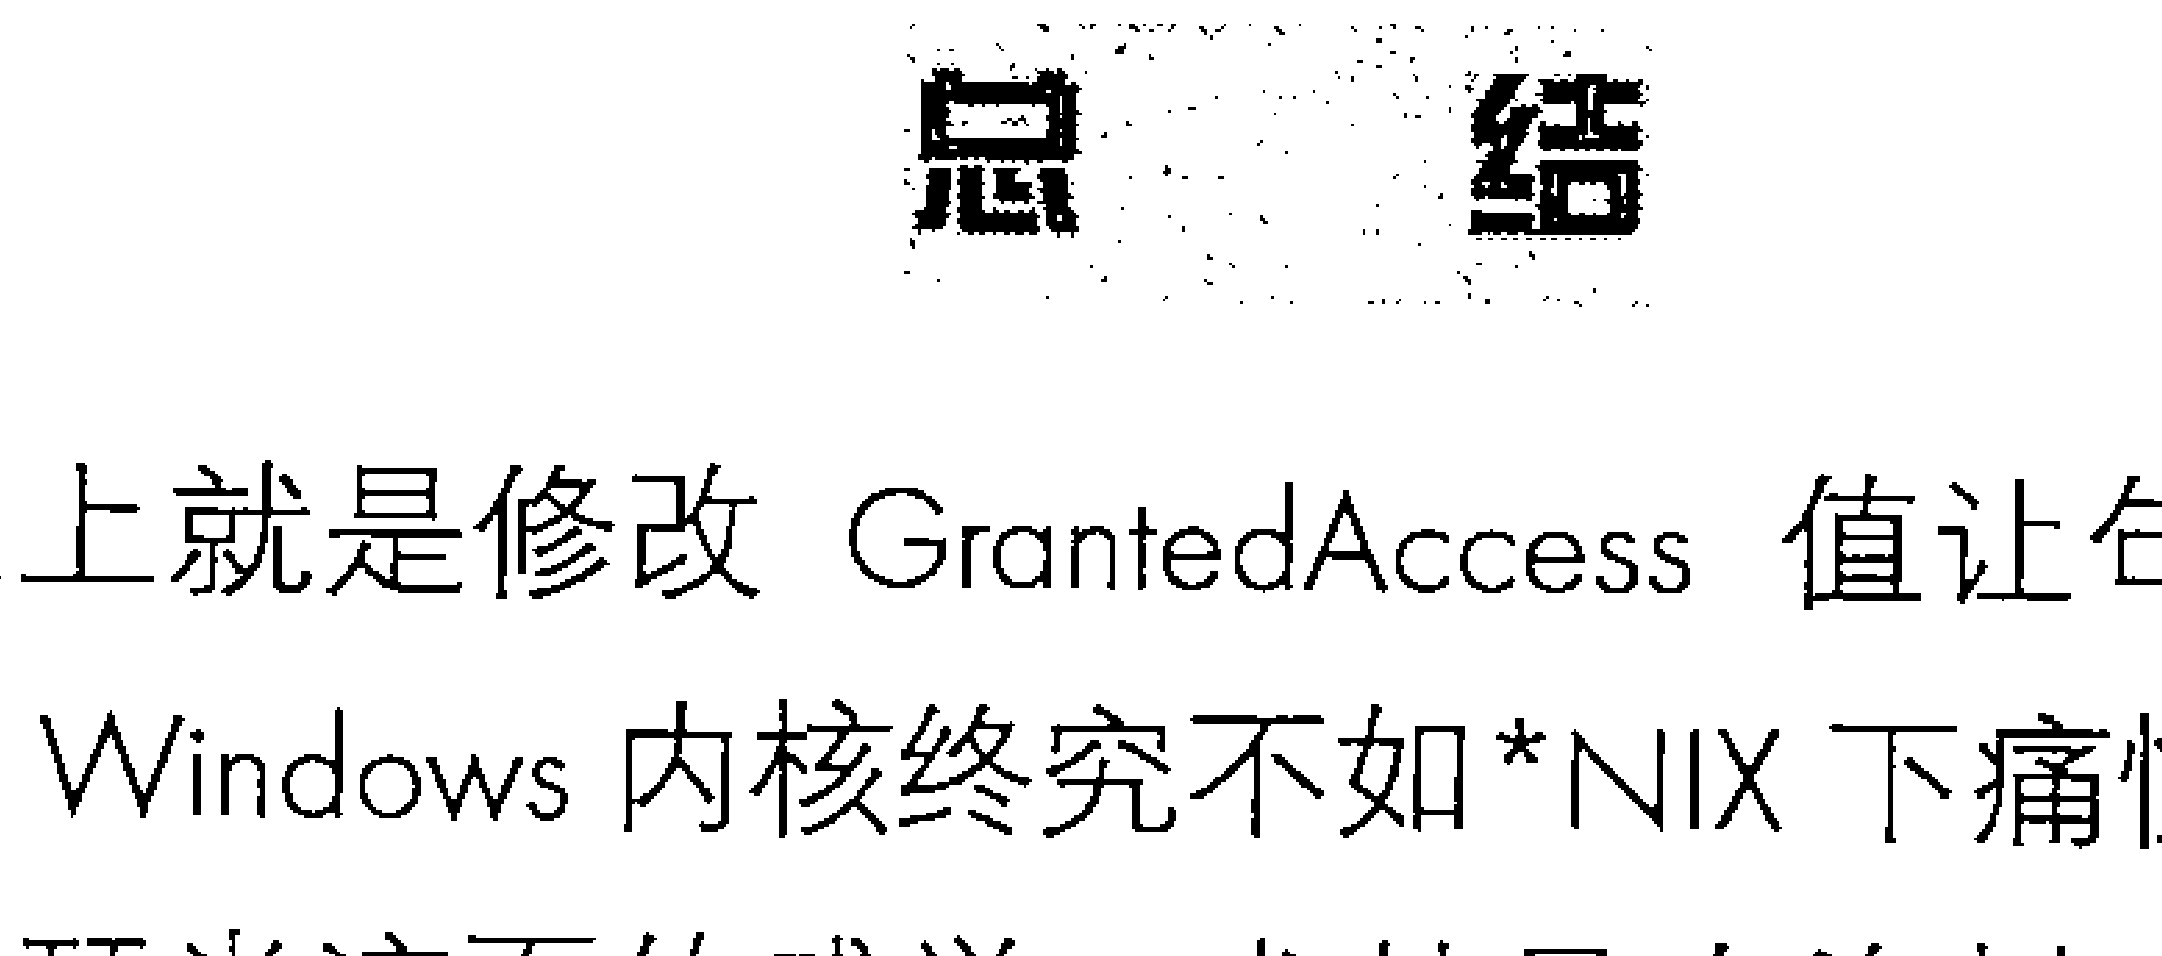 总 结
上就是修改 GrantedAccess 值让
Windows 内核终究不如*NIX 下痛